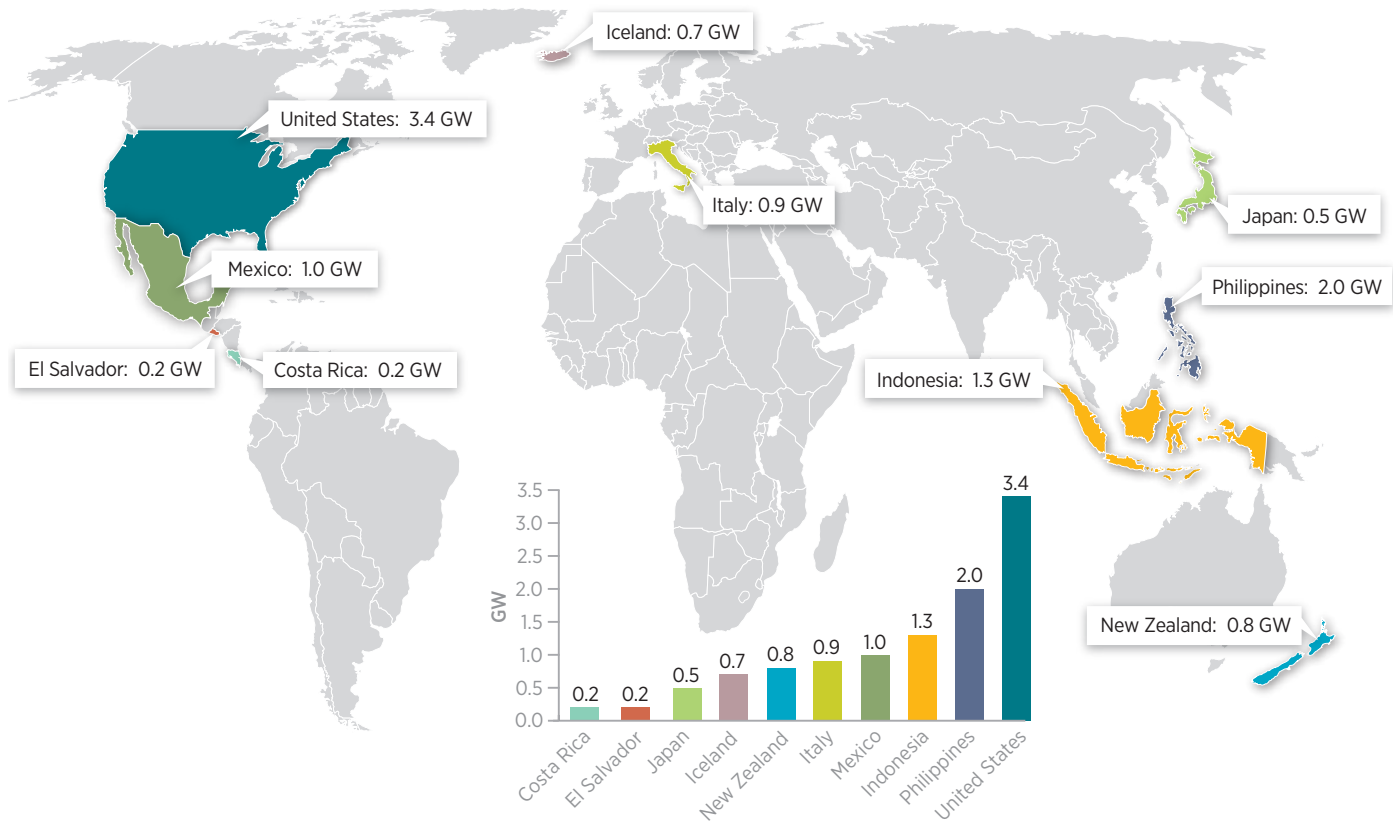 Iceland: 0.7 GW
United States: 3.4 GW
Italy: 0.9 GW
Japan: 0.5 GW
Mexico: 1.0 GW
Philippines: 2.0 GW
El Salvador: 0.2 GW
Costa Rica: 0.2 GW
Indonesia: 1.3 GW
New Zealand: 0.8 GW
GW
3.5
3.0
2.5
2.0
1.5
1.0
0.5
0.0
0.2
0.2
0.5
0.7
0.8
0.9
1.0
1.3
2.0
3.4
Costa Rica
El Salvador
Japan
Iceland
New Zealand
Italy
Mexico
Indonesia
Philippines
United States